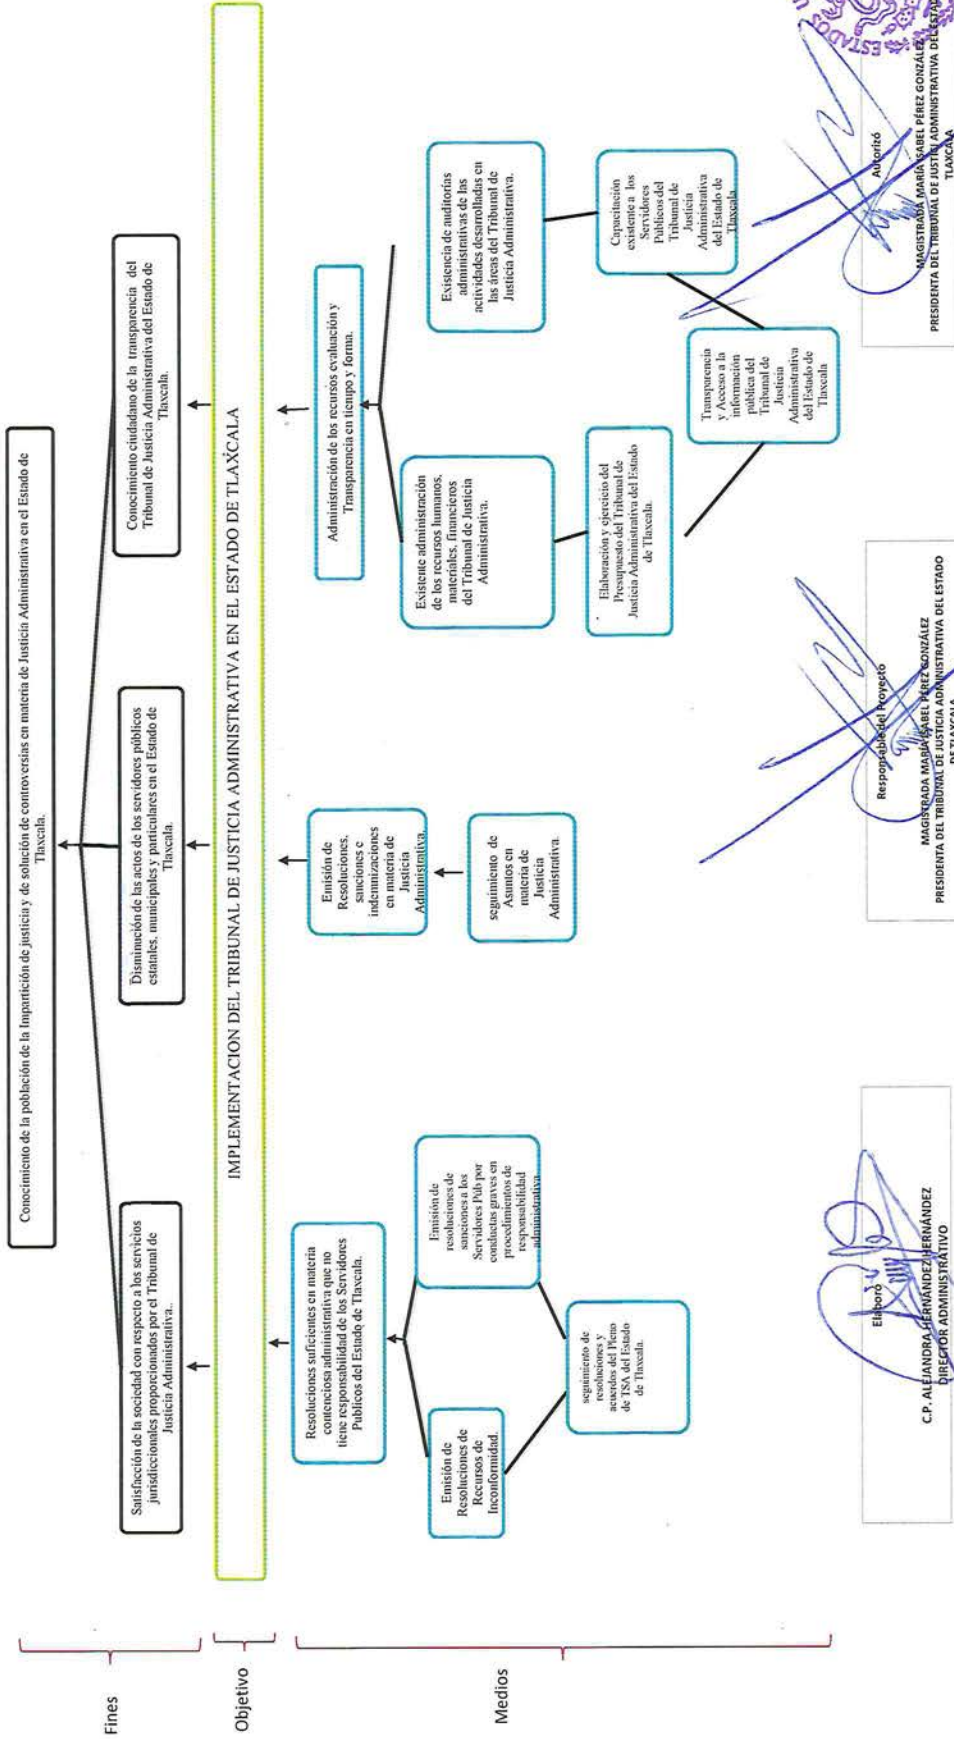 Fines
Conocimiento de la población de la Impartición de justicia y de solución de controversias en materia de Justicia Administrativa en el Estado de
Tlaxcala.
Satisfacción de la sociedad con respecto a los servicios
jurisdiccionales proporcionados por el Tribunal de
Justicia Administrativa..
Disminución de las actos de los servidores públicos
estatales, municipales y particulares en el Estado de
Tlaxcala.
Conocimiento ciudadano de la transparencia del
Tribunal de Justicia Administrativa del Estado de
Tlaxcala.
Objetivo
IMPLEMENTACION DEL TRIBUNAL DE JUSTICIA ADMINISTRATIVA EN EL ESTADO DE TLAXCALA
Medios
Resoluciones suficientes en materia
contenciosa administrativa que no
tiene responsabilidad de los Servidores
Publicos del Estado de Tlaxcala.
Emisión de
Resoluciones de
Recursos de
Inconformidad.
Emisión de
resoluciones de
sanciones a los
Servidores Púb por
conductas graves en
procedimientos de
responsabilidad
administrativa
seguimiento de
resoluciones y
acuerdos del Pleno
de TSA del Estado
de Tlaxcala.
Emisión de
Resoluciones,
sanciones e
indemnizaciones
en materia de
Justicia
Administrativa.
seguimiento de
Asuntos en
materia de
Justicia
Administrativa.
Administración de los recursos evaluación y
Transparencia en tiempo y forma.
Existente administración
de los recursos humanos,
materiales, financieros
del Tribunal de Justicia
Administrativa.
Existencia de auditorías
administrativas de las
actividades desarrolladas en
las áreas del Tribunal de
Justicia Administrativa.
Elaboración y ejercicio del
Presupuesto del Tribunal de
Justicia Administrativa del Estado
de Tlaxcala.
Capacitación
existente a los
Servidores
Públicos del
Tribunal de
Justicia
Administrativa
del Estado de
Tlaxcala
Transparencia
y Acceso a la
información
pública del
Tribunal de
Justicia
Administrativa
del Estado de
Tlaxcala
Elaboró
C.P. ALEJANDRA HERNÁNDEZ HERNÁNDEZ
DIRECTOR ADMINISTRATIVO
Responsable del Proyecto
MAGISTRADA MARÍA ISABEL PÉREZ GONZÁLEZ
PRESIDENTA DEL TRIBUNAL DE JUSTICIA ADMINISTRATIVA DEL ESTADO
DE TLAXCALA
Autorizó
MAGISTRADA MARÍA ISABEL PÉREZ GONZÁLEZ
PRESIDENTA DEL TRIBUNAL DE JUSTICI ADMINISTRATIVA DEL ESTAD
TLAXCALA
ESTADOS